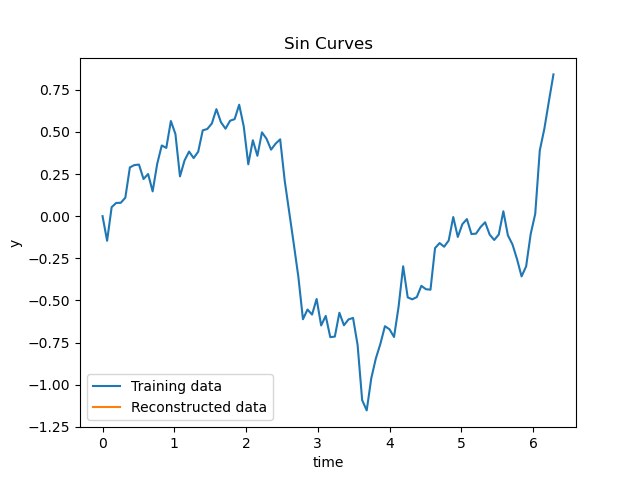 Sin Curves
0.75
0.50
0.25
0.00
−0.25
−0.50
−0.75
−1.00
−1.25
y
Training data
Reconstructed data
0 1 2 3 4 5 6
time